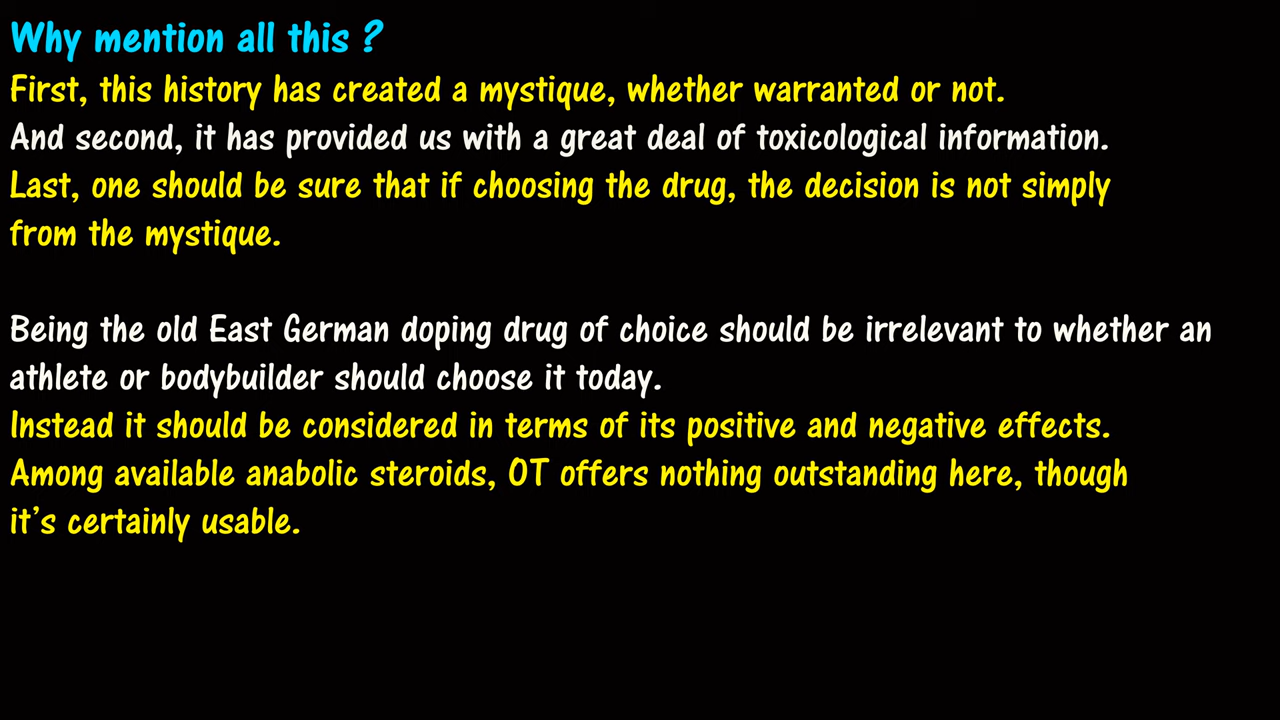 Why mention all this ?
First, this history has created a mystique, whether warranted or not.
And second, it has provided us with a great deal of toxicological information.
Last, one should be sure that if choosing the drug, the decision is not simply
from the mystique.
Being the old East German doping drug of choice should be irrelevant to whether an
athlete or bodybuilder should choose it today.
Instead it should be considered in terms of its positive and negative effects.
Among available anabolic steroids, OT offers nothing outstanding here, though
it’s certainly usable.